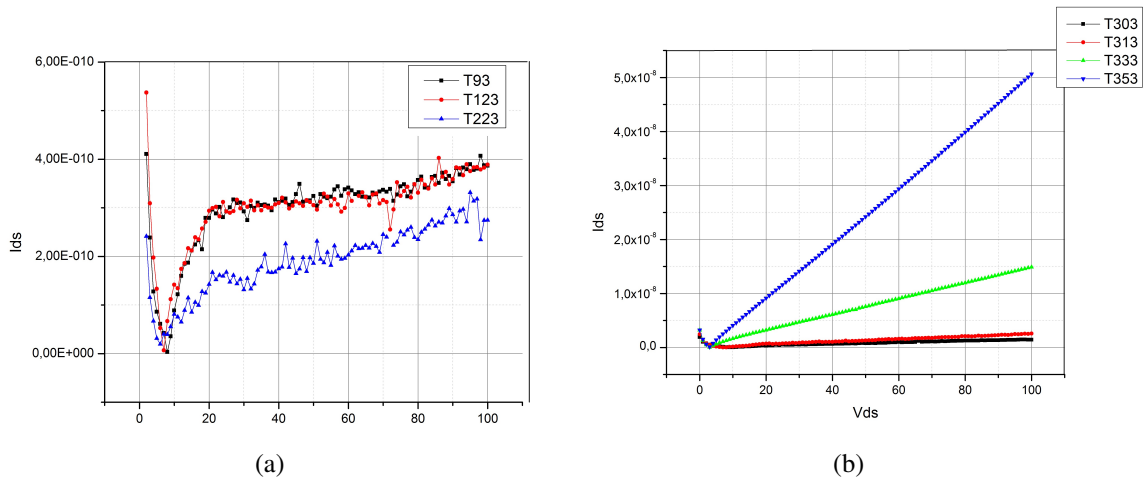 6,00E-010
4,00E-010
2,00E-010
0,00E+000
Ids
T93
T123
T223
0 20 40 60 80 100
(a)
T303
T313
T333
T353
5,0x10⁻⁸
4,0x10⁻⁸
3,0x10⁻⁸
2,0x10⁻⁸
1,0x10⁻⁸
0,0
Ids
0 20 40 60 80 100
Vds
(b)